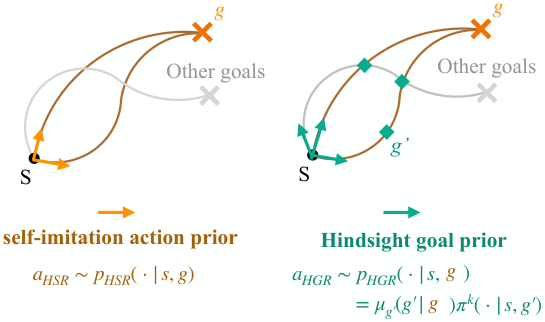 g
Other goals
S
self-imitation action prior
a_HSR ~ p_HSR( · | s, g)
g
Other goals
g'
S
Hindsight goal prior
a_HGR ~ p_HGR( · | s, g )
= μ_g'(g' | g )π^k( · | s, g')